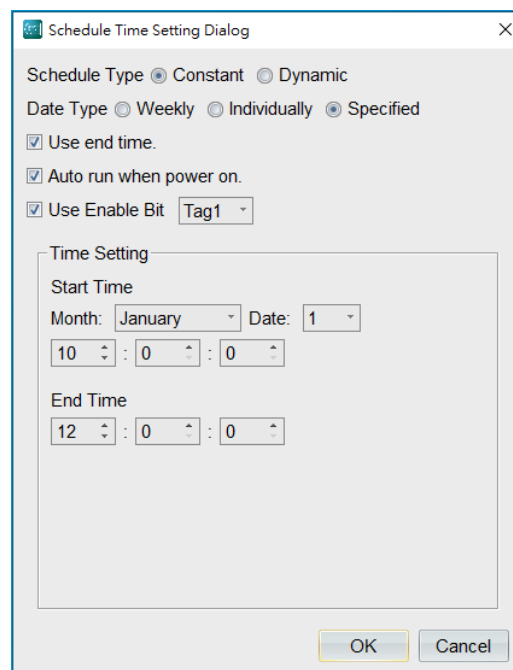 Schedule Time Setting Dialog
Schedule Type Constant Dynamic
Date Type Weekly Individually Specified
Use end time.
Auto run when power on.
Use Enable Bit Tag1
Time Setting
Start Time
Month: January Date: 1
10 : 0 : 0
End Time
12 : 0 : 0
OK Cancel